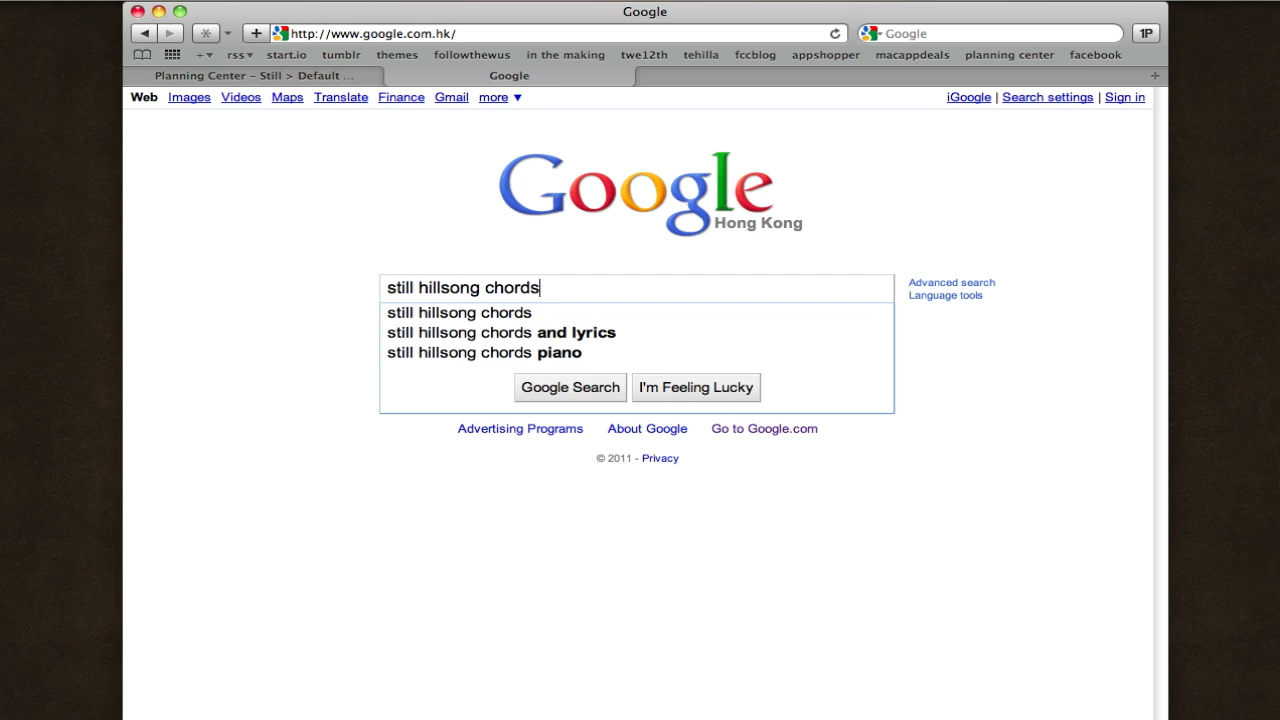 Google
http://www.google.com.hk/
Google
1P
rss start.io tumblr themes followthewus in the making twe12th tehilla fccblog appshopper macappdeals planning center facebook
Planning Center – Still > Default ... Google
Web Images Videos Maps Translate Finance Gmail more ▼ iGoogle | Search settings | Sign in
Google
Hong Kong
still hillsong chords
Advanced search
Language tools
still hillsong chords
still hillsong chords and lyrics
still hillsong chords piano
Google Search I'm Feeling Lucky
Advertising Programs About Google Go to Google.com
© 2011 - Privacy